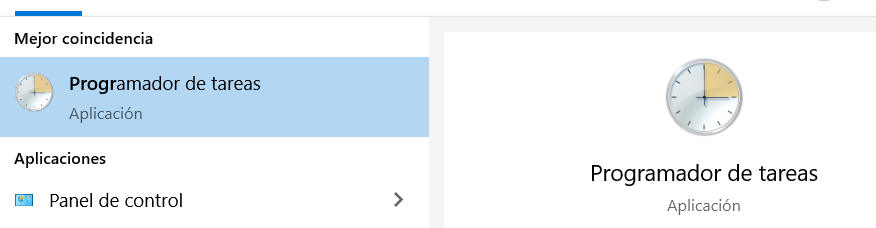 Mejor coincidencia
Programador de tareas
Aplicación
Aplicaciones
Panel de control
Programador de tareas
Aplicación